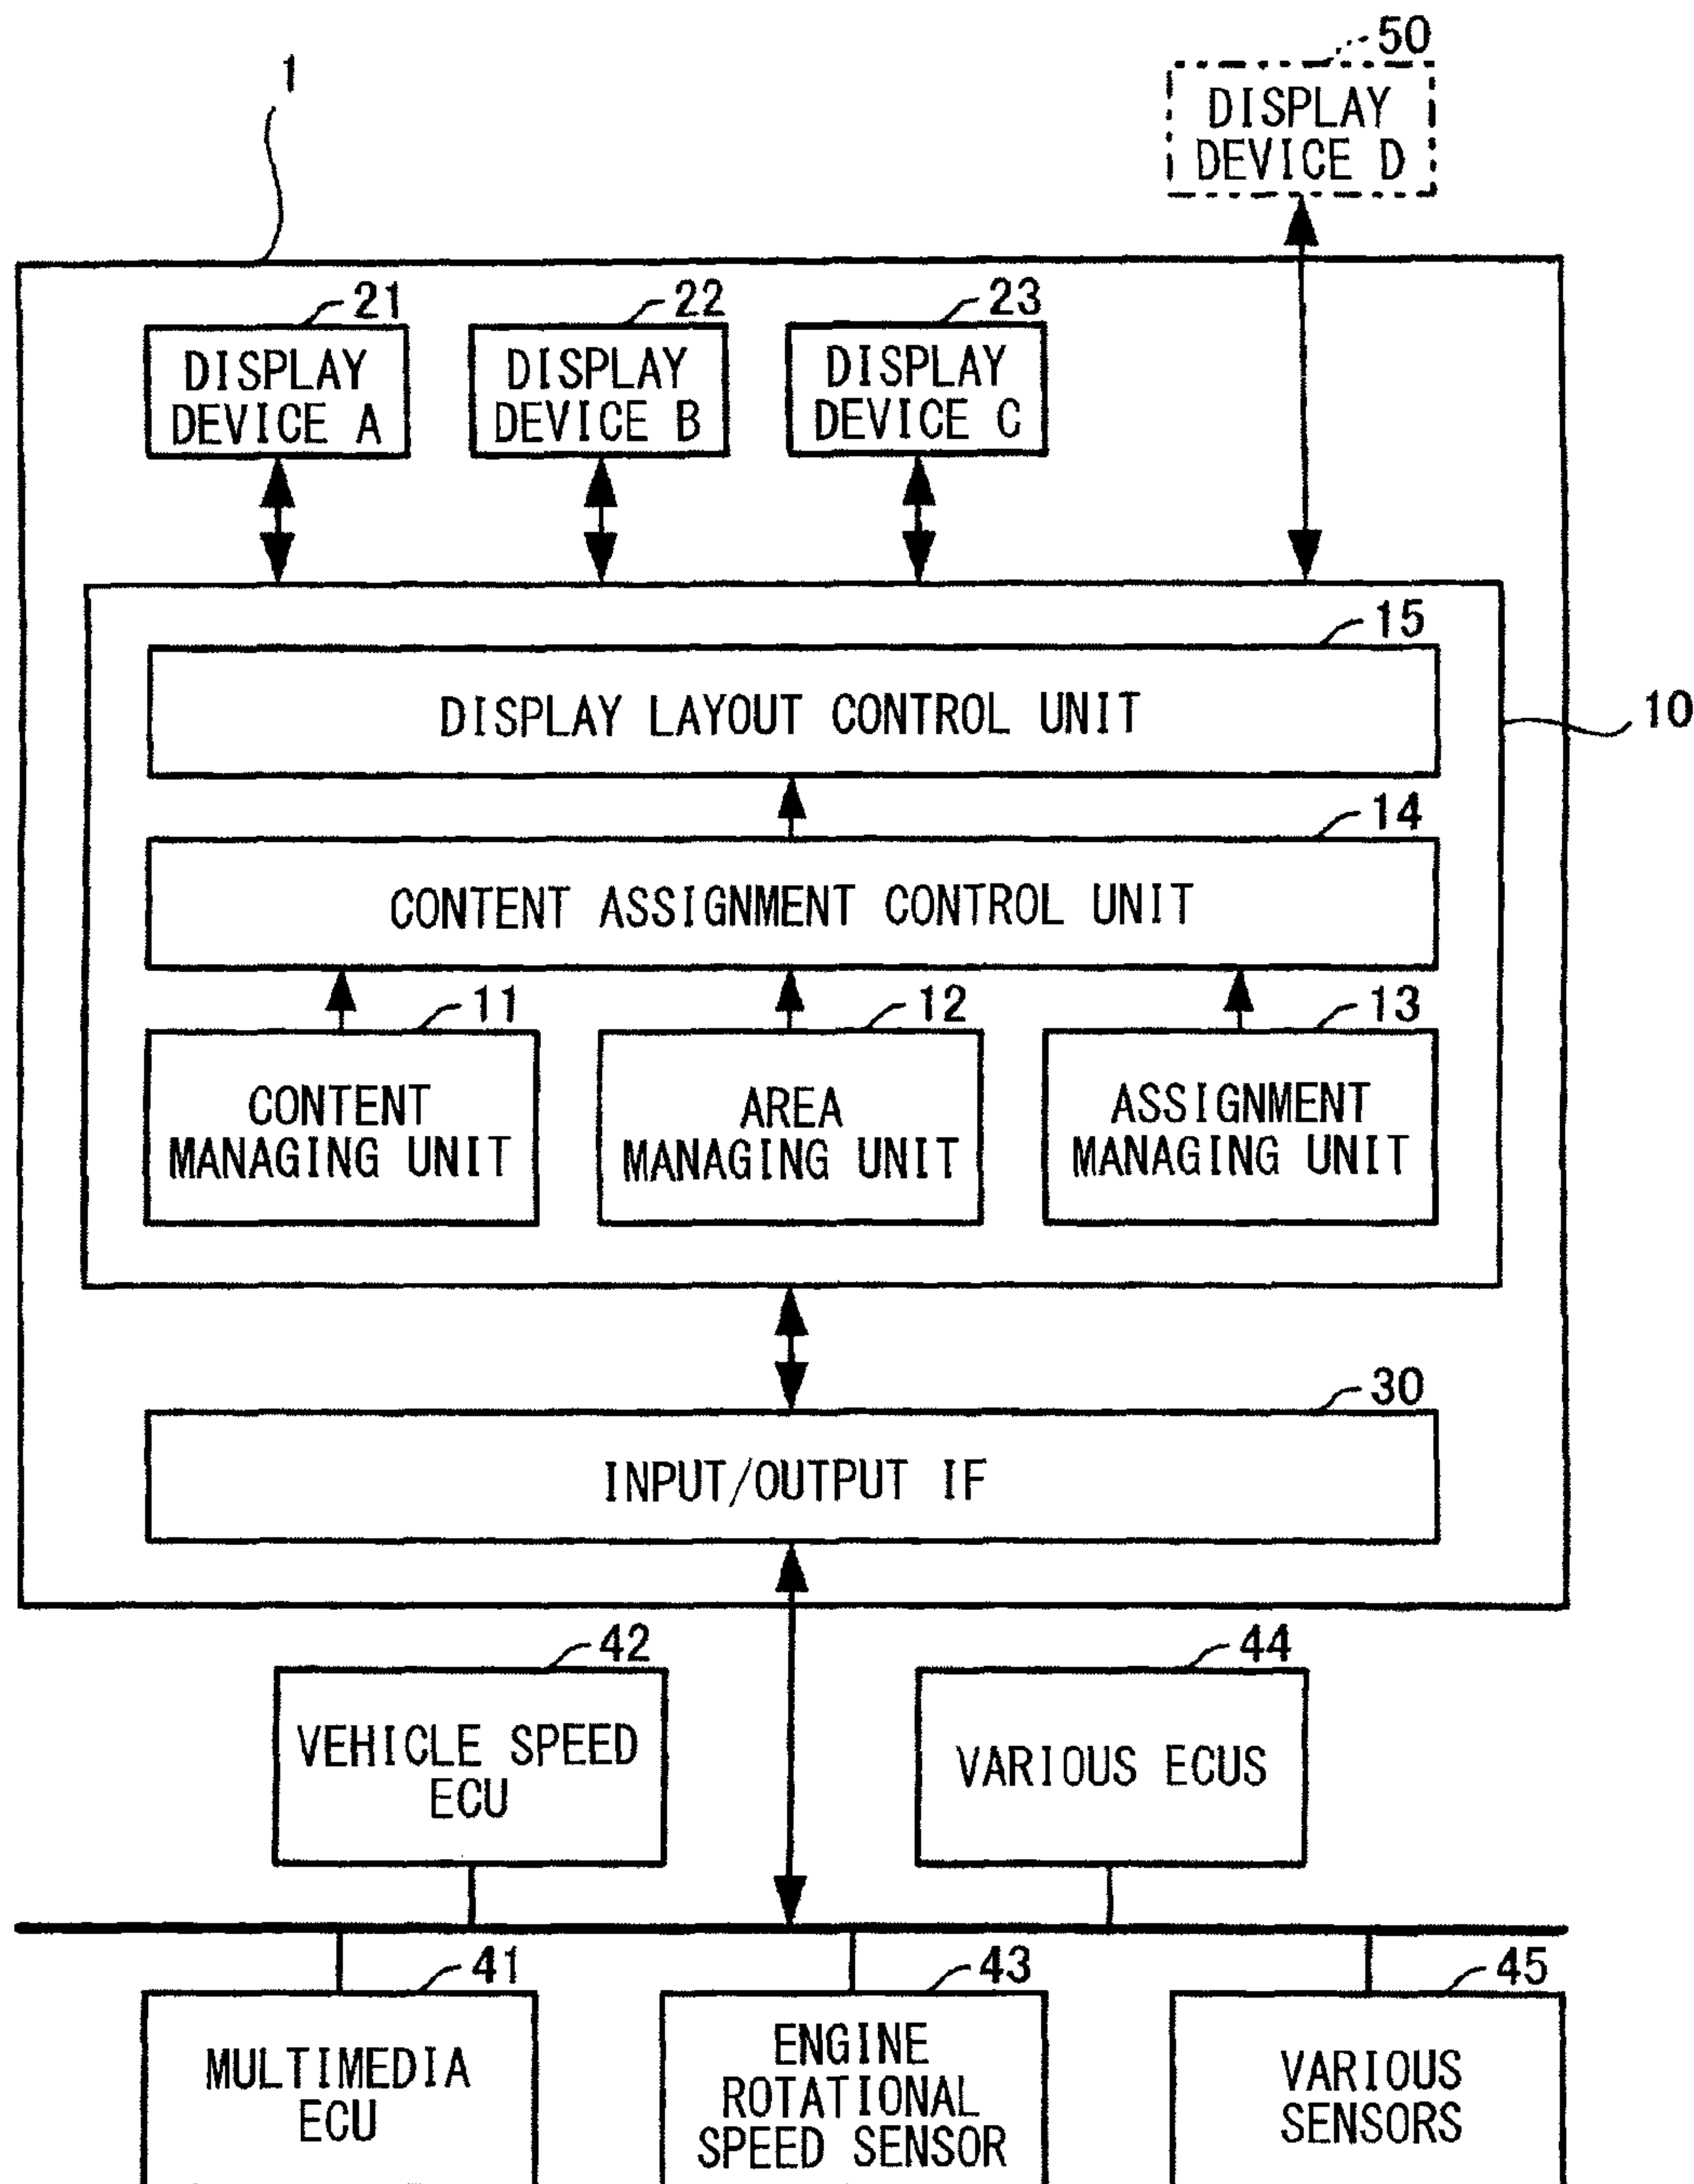 50
1
DISPLAY
DEVICE D
21
22
23
DISPLAY
DEVICE A
DISPLAY
DEVICE B
DISPLAY
DEVICE C
15
DISPLAY LAYOUT CONTROL UNIT
10
14
CONTENT ASSIGNMENT CONTROL UNIT
11
12
13
CONTENT
MANAGING UNIT
AREA
MANAGING UNIT
ASSIGNMENT
MANAGING UNIT
30
INPUT/OUTPUT IF
42
44
VEHICLE SPEED
ECU
VARIOUS ECUS
41
43
45
MULTIMEDIA
ECU
ENGINE
ROTATIONAL
SPEED SENSOR
VARIOUS
SENSORS